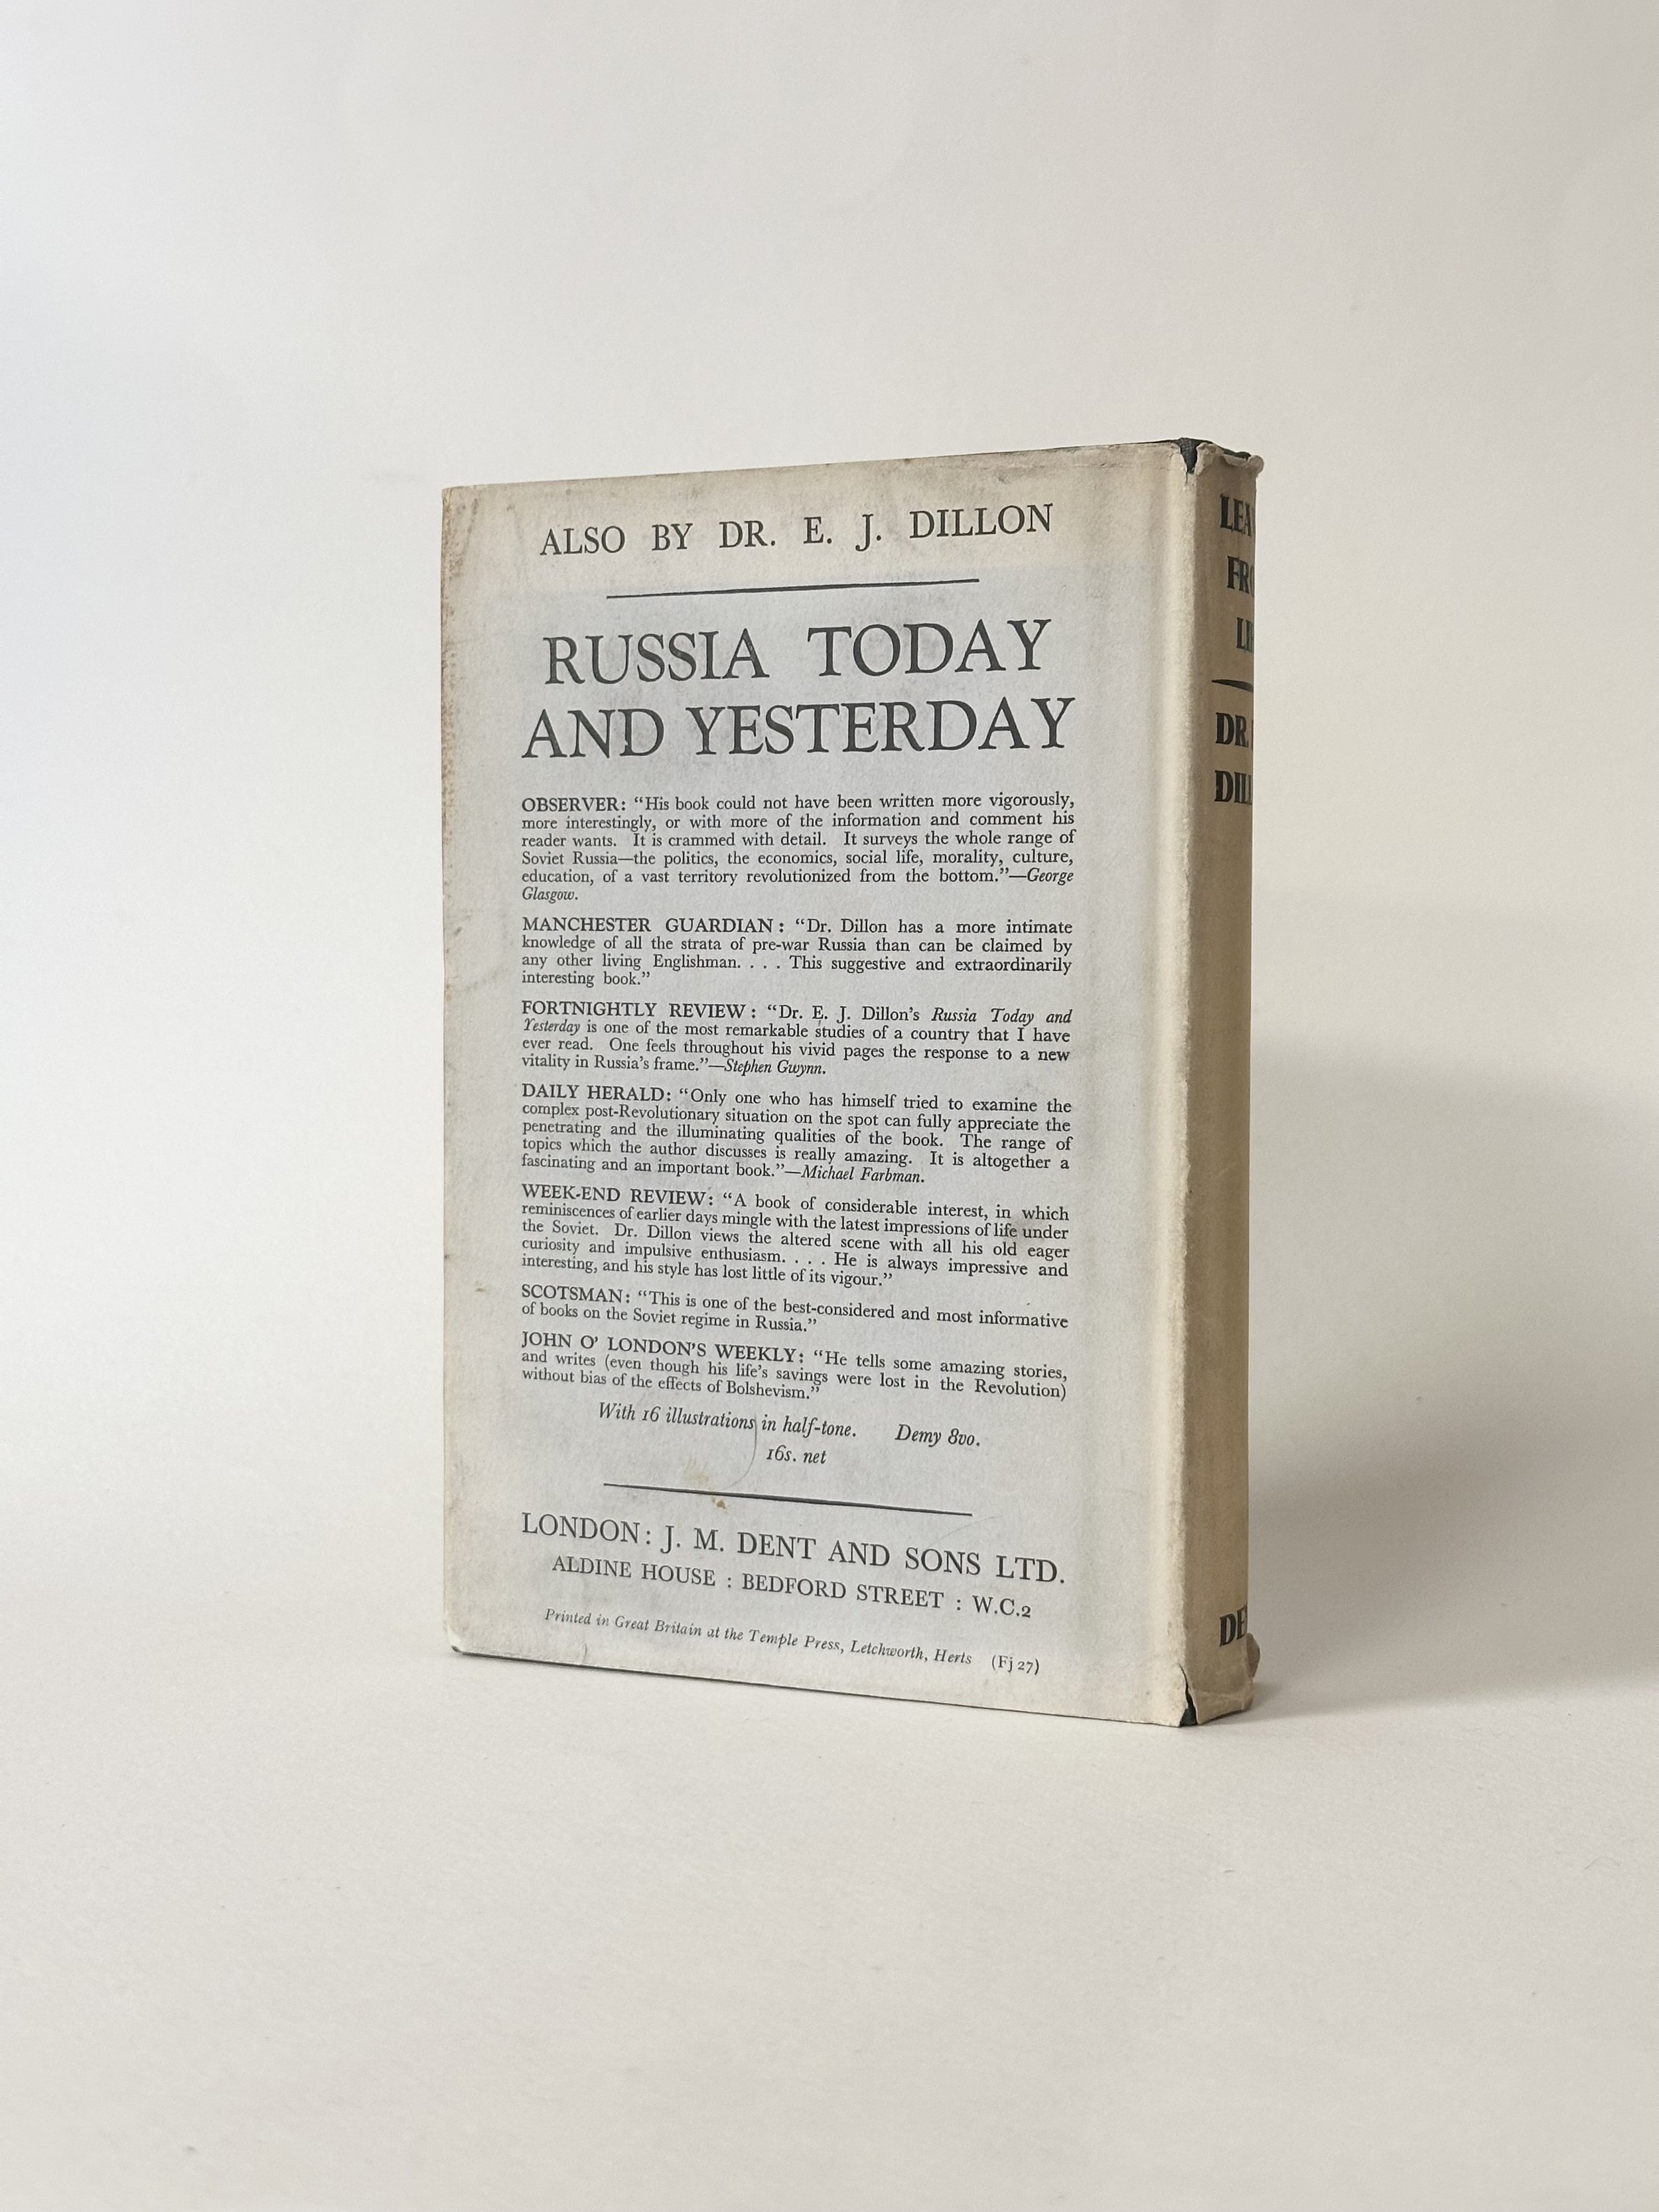 ALSO BY DR. E. J. DILLON
RUSSIA TODAY
AND YESTERDAY
OBSERVER: “His book could not have been written more vigorously,
more interestingly, or with more of the information and comment his
reader wants. It is crammed with detail. It surveys the whole range of
Soviet Russia—the politics, the economics, social life, morality, culture,
education, of a vast territory revolutionized from the bottom.”—George
Glasgow.
MANCHESTER GUARDIAN: “Dr. Dillon has a more intimate
knowledge of all the strata of pre-war Russia than can be claimed by
any other living Englishman. . . . This suggestive and extraordinarily
interesting book.”
FORTNIGHTLY REVIEW: “Dr. E. J. Dillon’s Russia Today and
Yesterday is one of the most remarkable studies of a country that I have
ever read. One feels throughout his vivid pages the response to a new
vitality in Russia’s frame.”—Stephen Gwynn.
DAILY HERALD: “Only one who has himself tried to examine the
complex post-Revolutionary situation on the spot can fully appreciate the
penetrating and the illuminating qualities of the book. The range of
topics which the author discusses is really amazing. It is altogether a
fascinating and an important book.”—Michael Farbman.
WEEK-END REVIEW: “A book of considerable interest, in which
reminiscences of earlier days mingle with the latest impressions of life under
the Soviet. Dr. Dillon views the altered scene with all his old eager
curiosity and impulsive enthusiasm. . . . He is always impressive and
interesting, and his style has lost little of its vigour.”
SCOTSMAN: “This is one of the best-considered and most informative
of books on the Soviet regime in Russia.”
JOHN O’ LONDON’S WEEKLY: “He tells some amazing stories,
and writes (even though his life’s savings were lost in the Revolution)
without bias of the effects of Bolshevism.”
With 16 illustrations in half-tone. Demy 8vo.
16s. net
LONDON: J. M. DENT AND SONS LTD.
ALDINE HOUSE : BEDFORD STREET : W.C.2
Printed in Great Britain at the Temple Press, Letchworth, Herts (Fj 27)
DR.